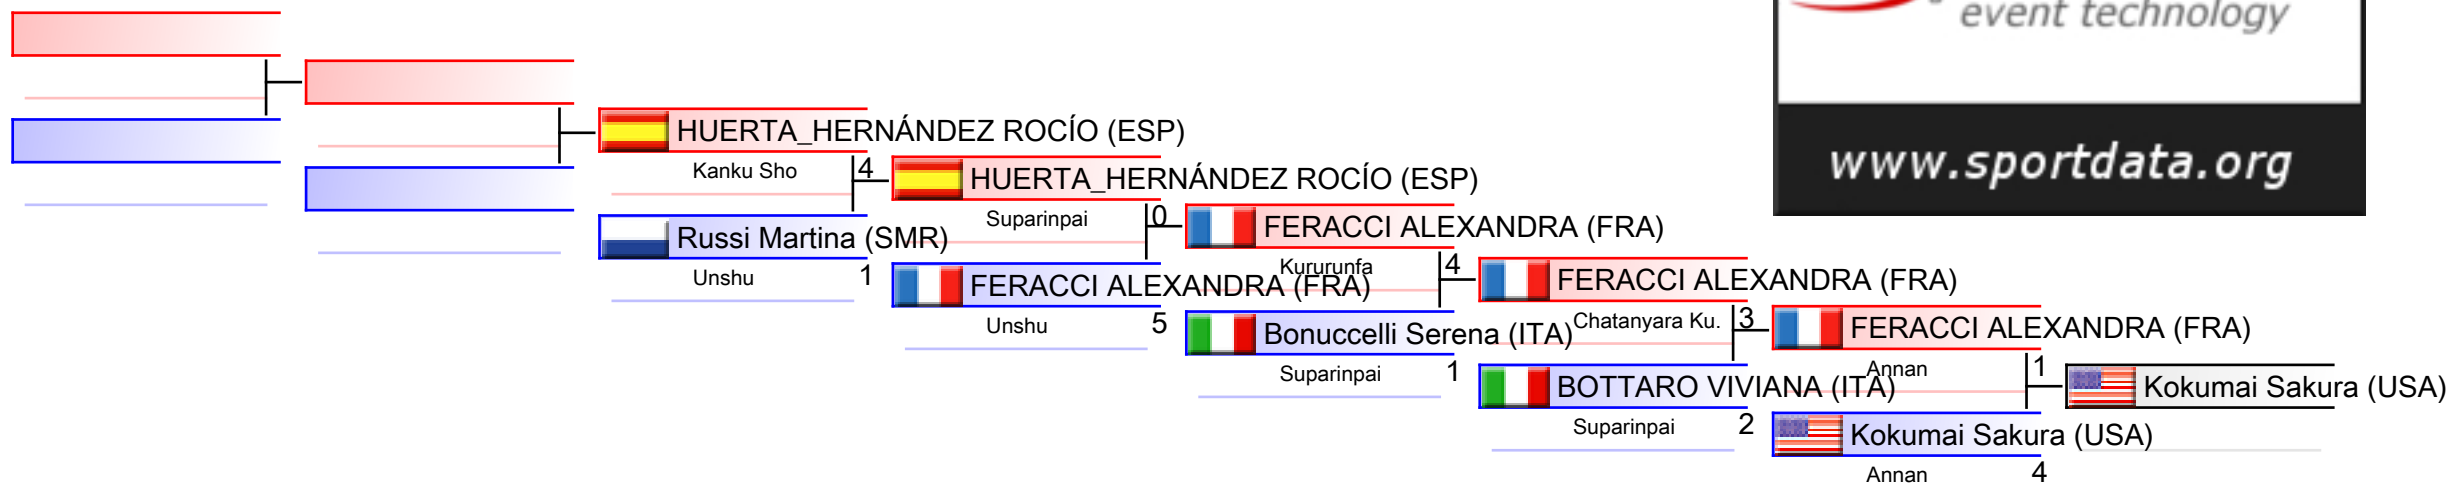 event technology
www.sportdata.org
HUERTA_HERNÁNDEZ ROCÍO (ESP)
Kanku Sho
4
Russi Martina (SMR)
Unshu
1
HUERTA_HERNÁNDEZ ROCÍO (ESP)
Suparinpai
0
FERACCI ALEXANDRA (FRA)
Unshu
5
FERACCI ALEXANDRA (FRA)
Kururunfa
4
Bonuccelli Serena (ITA)
Suparinpai
1
FERACCI ALEXANDRA (FRA)
Chatanyara Ku.
3
BOTTARO VIVIANA (ITA)
Suparinpai
2
FERACCI ALEXANDRA (FRA)
Annan
1
Kokumai Sakura (USA)
Annan
4
Kokumai Sakura (USA)